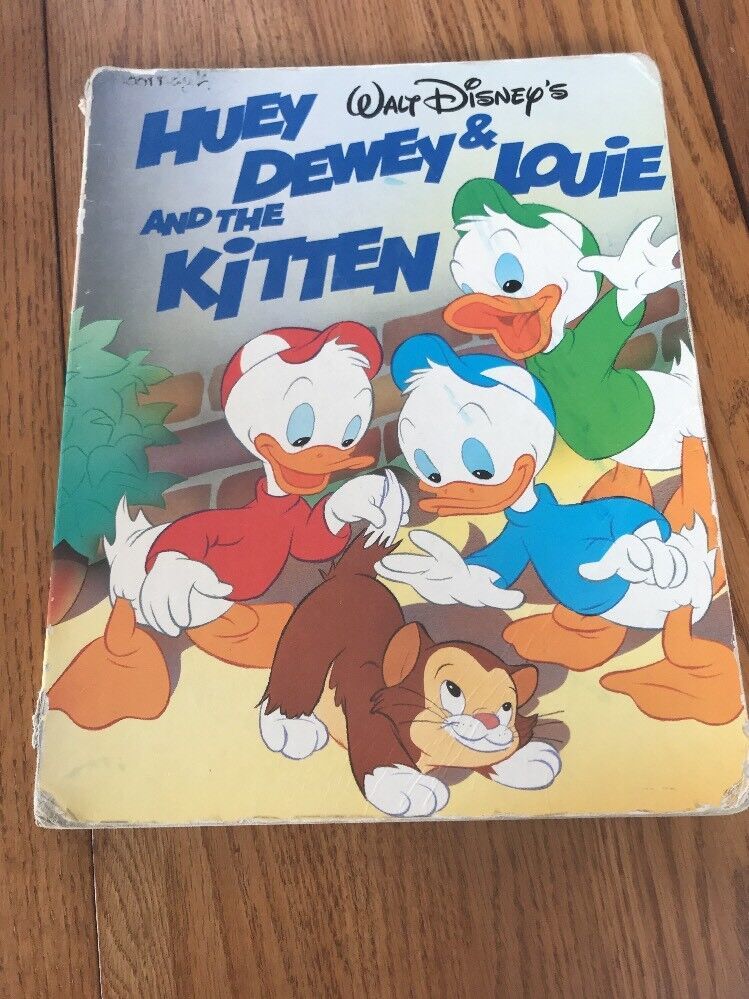 WALT DISNEY'S
HUEY
DEWEY & LOUIE
AND THE
KITTEN